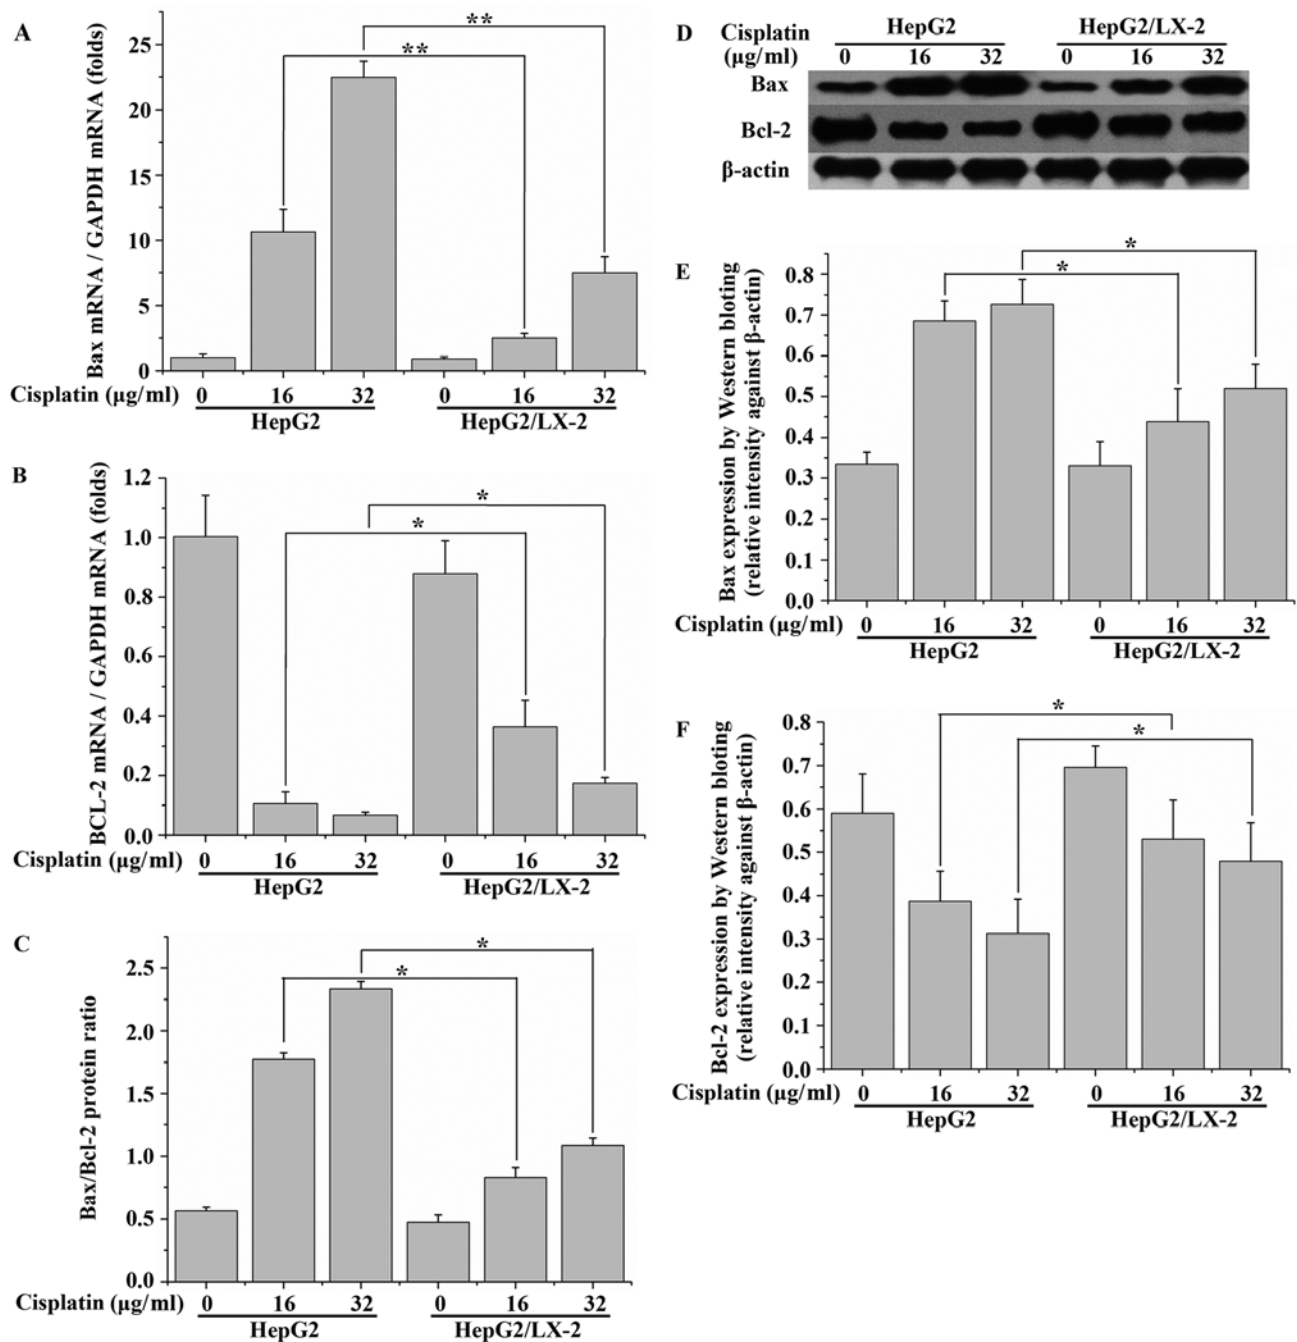 A
Bax mRNA / GAPDH mRNA (folds)
25
20
15
10
5
0
**
**
Cisplatin (μg/ml) 0 16 32 0 16 32
HepG2 HepG2/LX-2
B
BCL-2 mRNA / GAPDH mRNA (folds)
1.2
1.0
0.8
0.6
0.4
0.2
0.0
*
*
Cisplatin (μg/ml) 0 16 32 0 16 32
HepG2 HepG2/LX-2
C
Bax/Bcl-2 protein ratio
2.5
2.0
1.5
1.0
0.5
0.0
*
*
Cisplatin (μg/ml) 0 16 32 0 16 32
HepG2 HepG2/LX-2
D
HepG2 HepG2/LX-2
Cisplatin
(μg/ml) 0 16 32 0 16 32
Bax
Bcl-2
β-actin
E
Bax expression by Western bloting
(relative intensity against β-actin)
0.8
0.7
0.6
0.5
0.4
0.3
0.2
0.1
0.0
*
*
Cisplatin (μg/ml) 0 16 32 0 16 32
HepG2 HepG2/LX-2
F
Bcl-2 expression by Western bloting
(relative intensity against β-actin)
0.8
0.7
0.6
0.5
0.4
0.3
0.2
0.1
0.0
*
*
Cisplatin (μg/ml) 0 16 32 0 16 32
HepG2 HepG2/LX-2